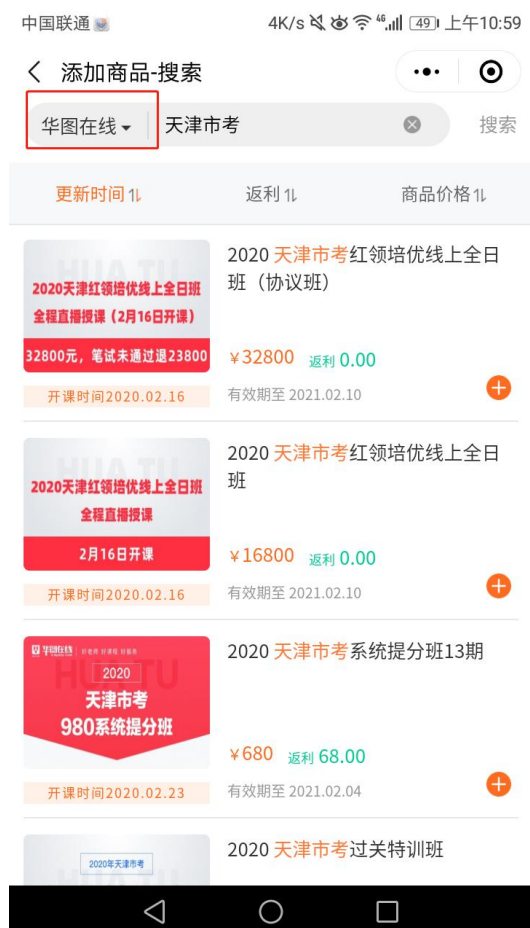 中国联通
4K/s 46 49 上午10:59
添加商品-搜索
华图在线 天津市考 搜索
更新时间 返利 商品价格
2020天津红领培优线上全日班
全程直播授课（2月16日开课）
32800元，笔试未通过退23800
开课时间2020.02.16
2020 天津市考红领培优线上全日
班（协议班）
¥32800 返利 0.00
有效期至 2021.02.10
2020天津红领培优线上全日班
全程直播授课
2月16日开课
开课时间2020.02.16
2020 天津市考红领培优线上全日
班
¥16800 返利 0.00
有效期至 2021.02.10
华图在线 好老师 好课程 好服务
HUA TU
2020
天津市考
980系统提分班
开课时间2020.02.23
2020 天津市考系统提分班13期
¥680 返利 68.00
有效期至 2021.02.04
2020年天津市考
2020 天津市考过关特训班